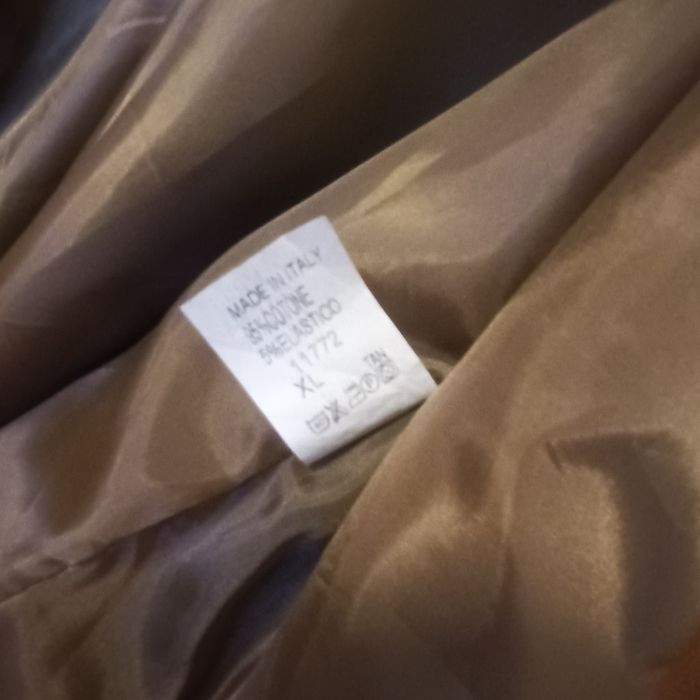 MADE IN ITALY
95%COTONE
5%ELASTICO
11772
XL
TAN